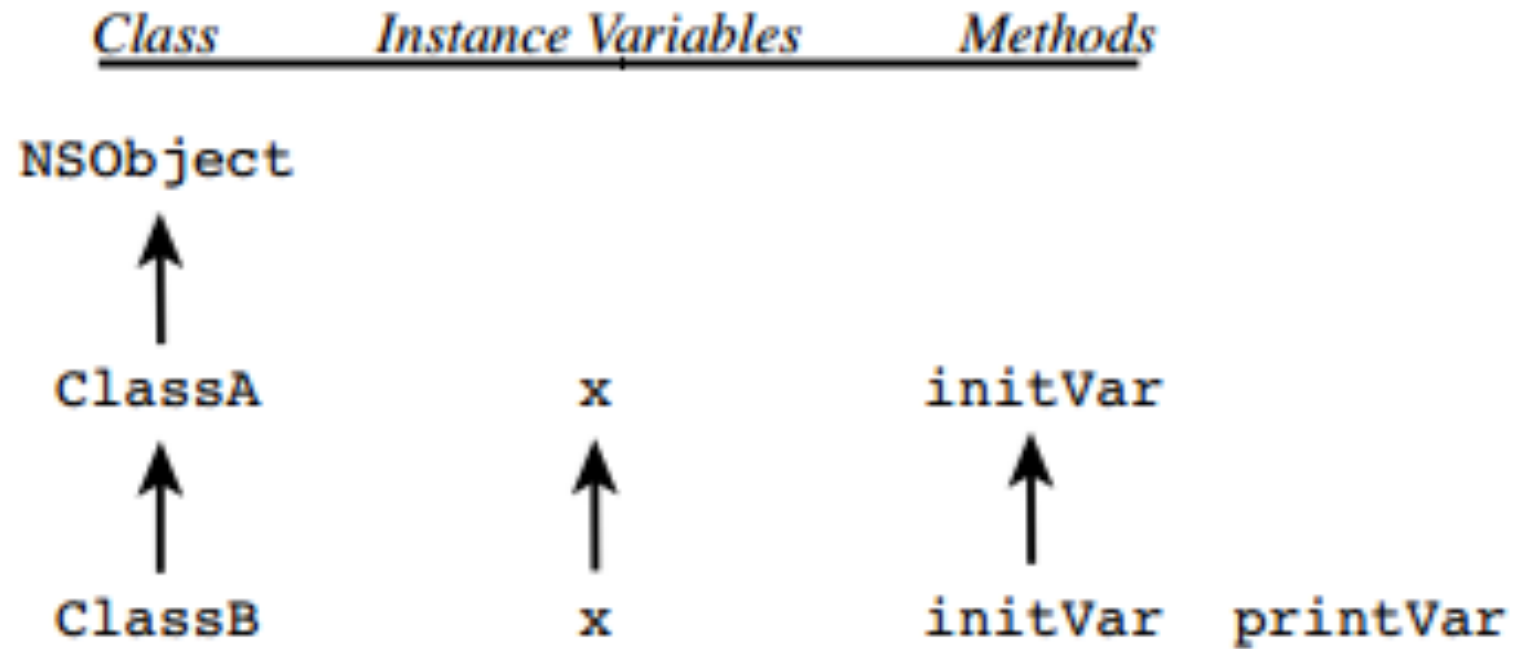 Class Instance Variables Methods
NSObject
ClassA x initVar
ClassB x initVar printVar